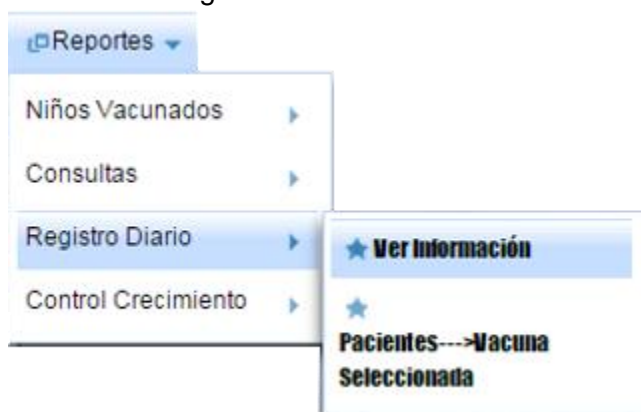 Reportes
Niños Vacunados
Consultas
Registro Diario
Ver Información
Control Crecimiento
Pacientes--->Vacuna
Seleccionada